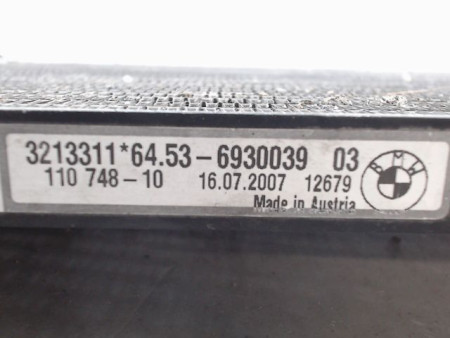 3213311*64.53-6930039 03
110 748-10 16.07.2007 12679
Made in Austria
BMW